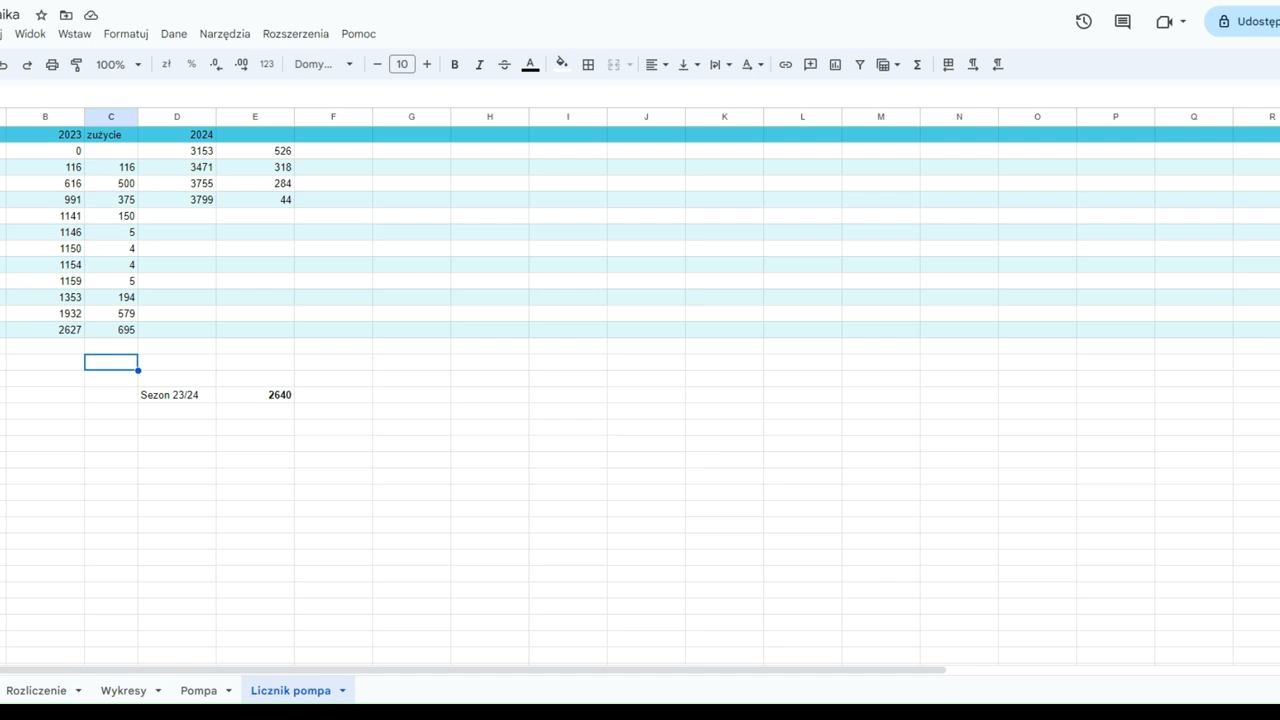 aika
j Widok Wstaw Formatuj Dane Narzędzia Rozszerzenia Pomoc
Udostęp
100% zł % .0 .00 123 Domy... − 10 + B I S A Σ
B C D E F G H I J K L M N O P Q R
2023 zużycie 2024
0 3153 526
116 116 3471 318
616 500 3755 284
991 375 3799 44
1141 150
1146 5
1150 4
1154 4
1159 5
1353 194
1932 579
2627 695
Sezon 23/24 2640
Rozliczenie Wykresy Pompa Licznik pompa